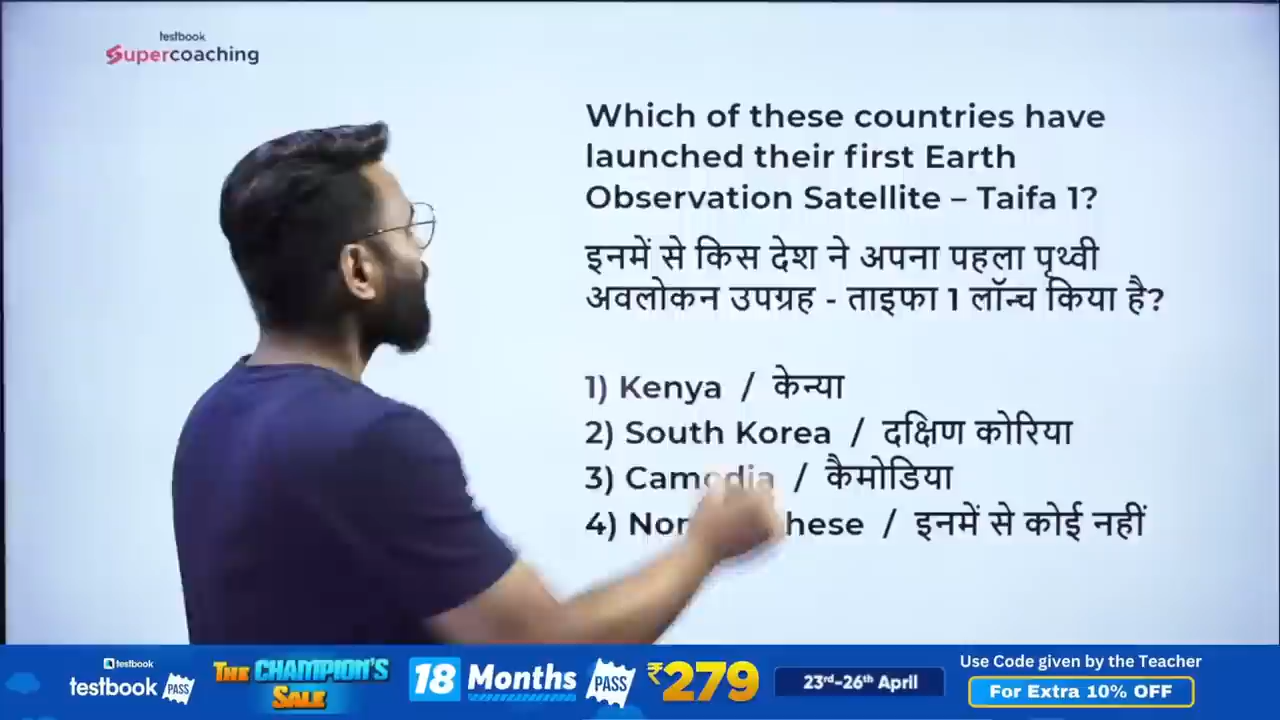 testbook
Supercoaching
Which of these countries have
launched their first Earth
Observation Satellite – Taifa 1?
इनमें से किस देश ने अपना पहला पृथ्वी
अवलोकन उपग्रह - ताइफा 1 लॉन्च किया है?
1) Kenya / केन्या
2) South Korea / दक्षिण कोरिया
3) Camodia / कैमोडिया
4) / इनमें से कोई नहीं
testbook
testbook PASS
THE CHAMPION'S
SALE
18 Months PASS ₹279
23rd-26th April
Use Code given by the Teacher
For Extra 10% OFF